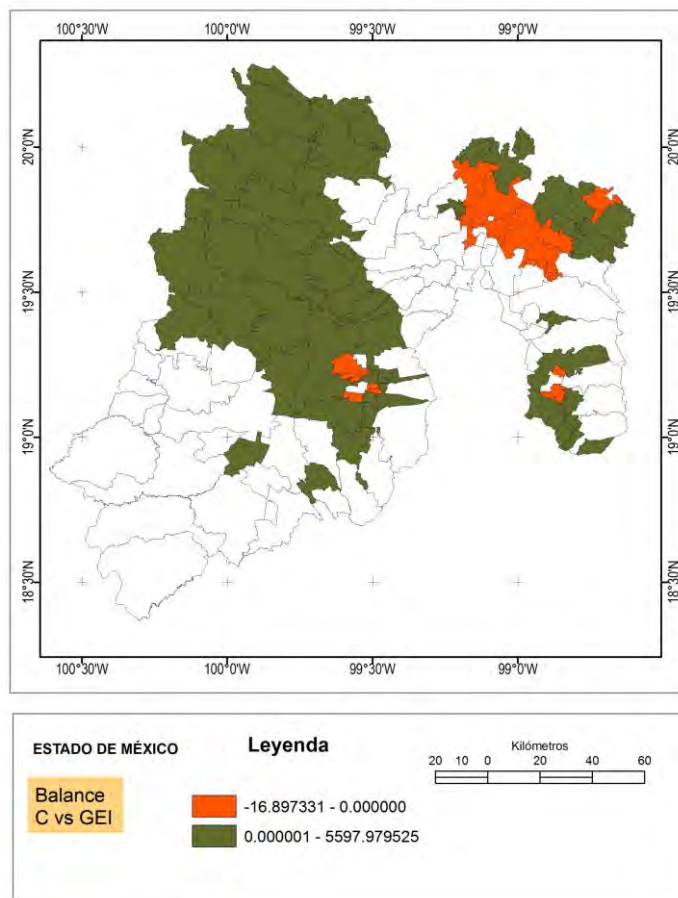 100°30'W 100°0'W 99°30'W 99°0'W
20°0'N 20°0'N
19°30'N 19°30'N
19°0'N 19°0'N
18°30'N 18°30'N
100°30'W 100°0'W 99°30'W 99°0'W
ESTADO DE MÉXICO
Balance
C vs GEI
Leyenda
-16.897331 - 0.000000
0.000001 - 5597.979525
Kilómetros
20 10 0 20 40 60